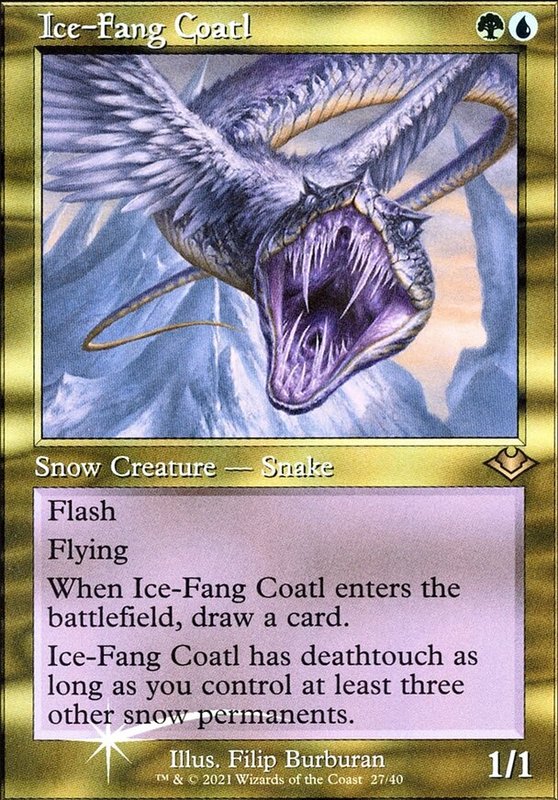 Ice-Fang Coatl
Snow Creature — Snake
Flash
Flying
When Ice-Fang Coatl enters the
battlefield, draw a card.
Ice-Fang Coatl has deathtouch as
long as you control at least three
other snow permanents.
Illus. Filip Burburan
™ & © 2021 Wizards of the Coast 27/40
1/1